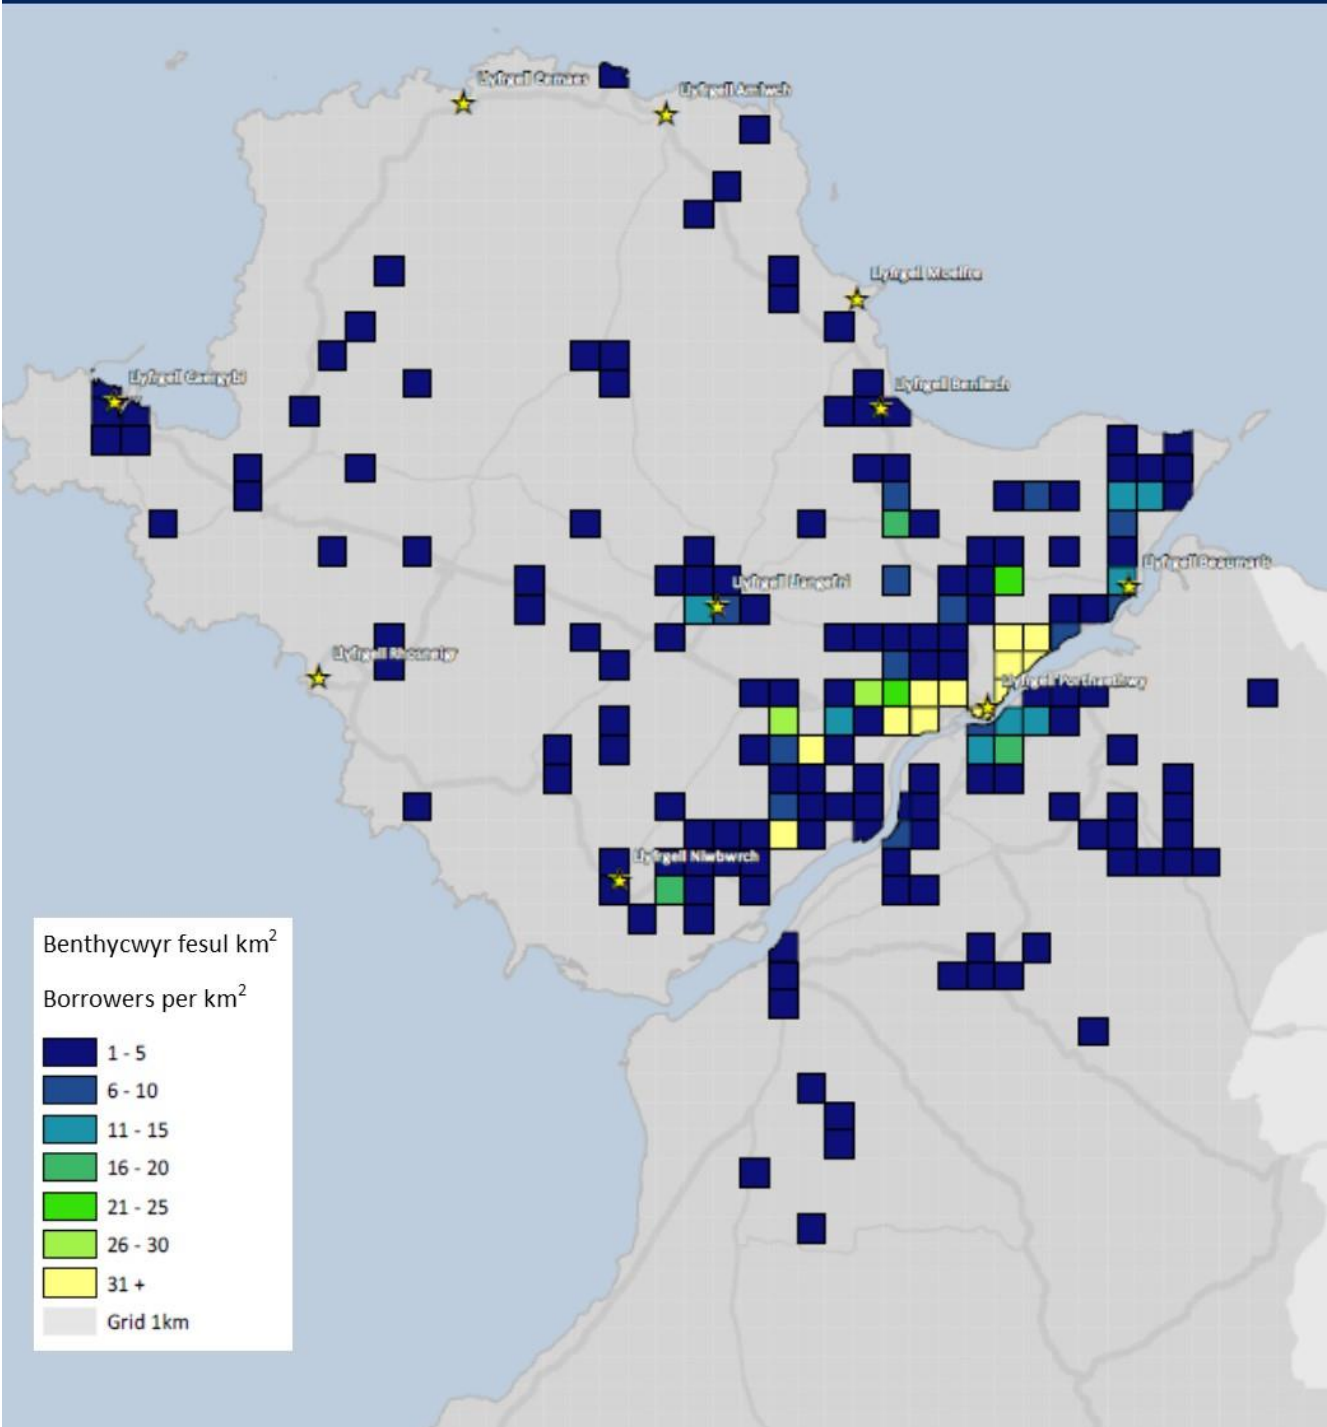 Llyfrgell Cemaes
Llyfrgell Amlwch
Llyfrgell Moelfre
Llyfrgell Caergybi
Llyfrgell Benllech
Llyfrgell Beaumaris
Llyfrgell Llangefni
Llyfrgell Rhosneigr
Llyfrgell Porthaethwy
Llyfrgell Niwbwrch
Benthycwyr fesul km²
Borrowers per km²
1 - 5
6 - 10
11 - 15
16 - 20
21 - 25
26 - 30
31 +
Grid 1km